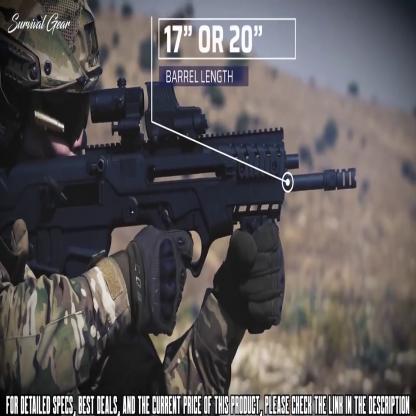 Survival Gear
17" OR 20"
BARREL LENGTH
FOR DETAILED SPECS, BEST DEALS, AND THE CURRENT PRICE OF THIS PRODUCT, PLEASE CHECK THE LINK IN THE DESCRIPTION